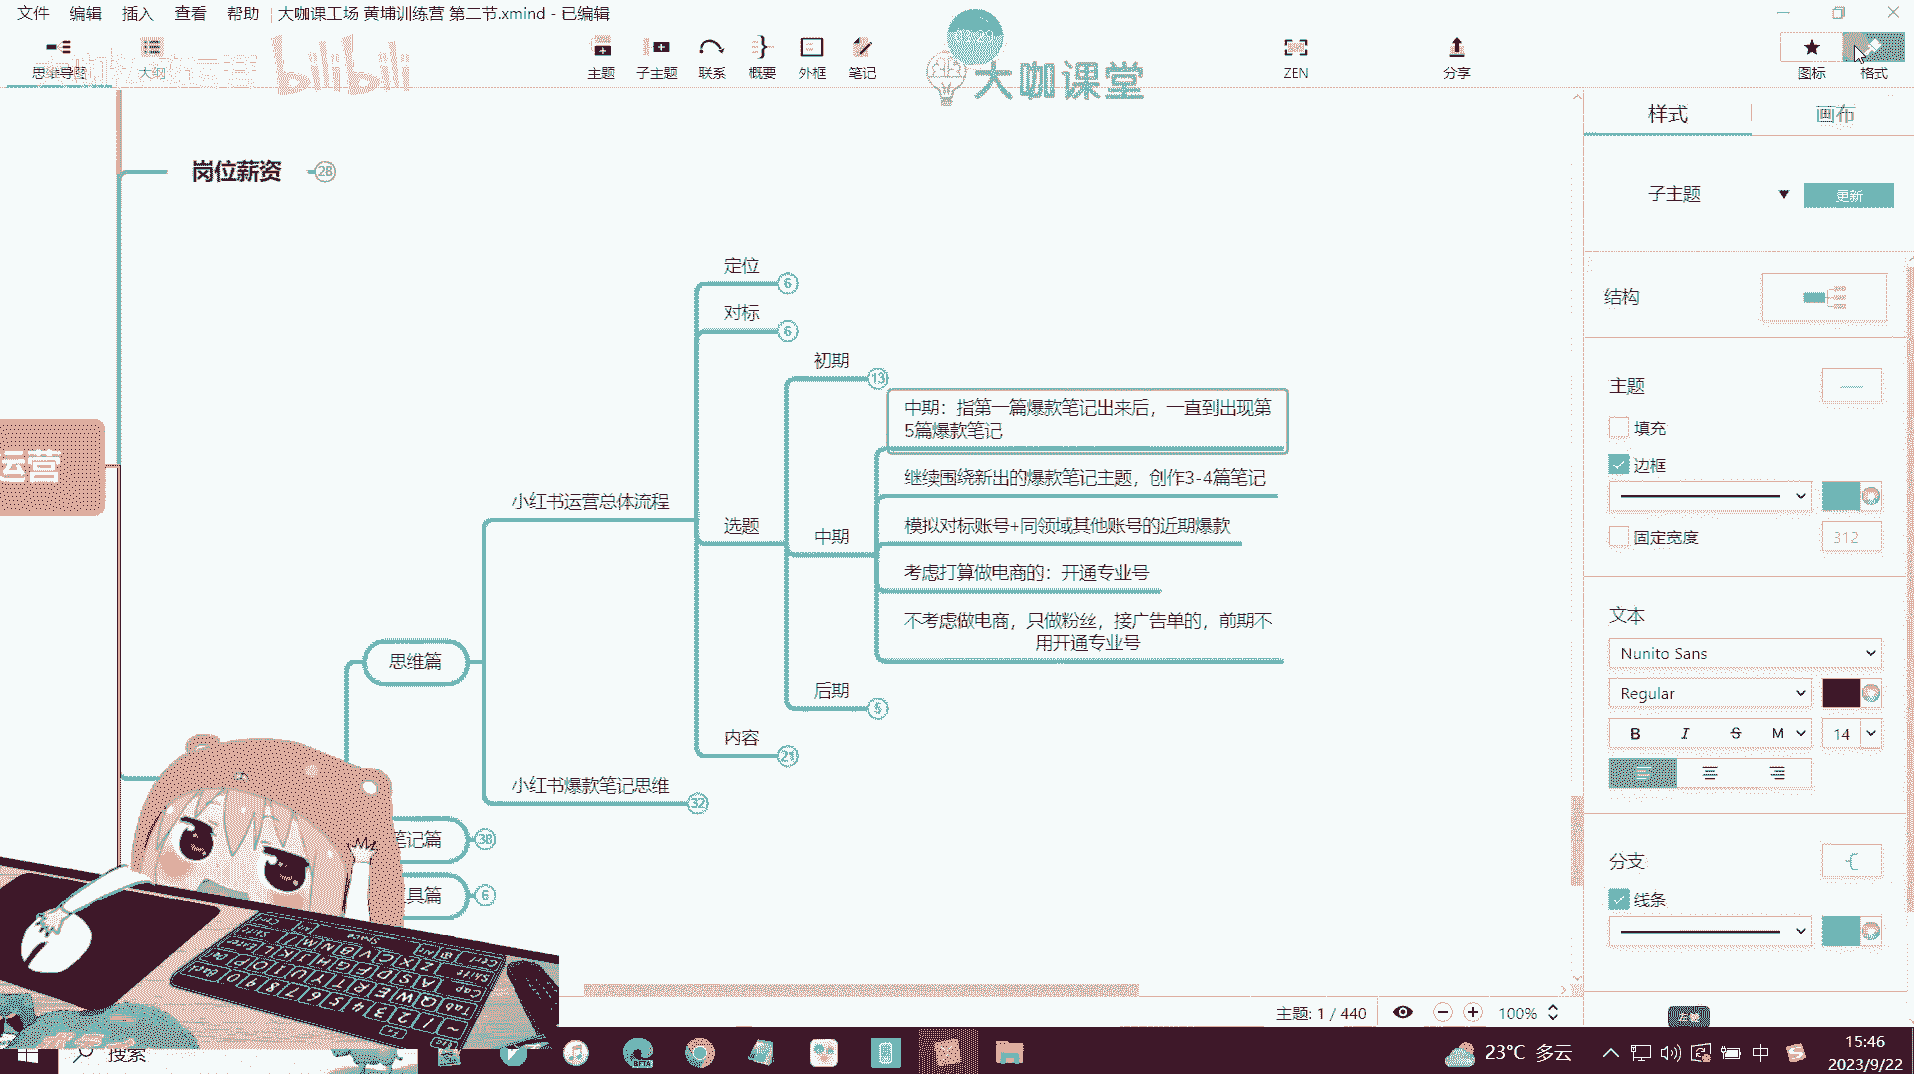 文件 编辑 插入 查看 帮助 大咖课工场 黄埔训练营 第二节.xmind - 已编辑
思维导图 大纲 主题 子主题 联系 概要 外框 笔记 ZEN 分享 图标 格式
bilibili
大咖课堂
样式 画布
岗位薪资 28
子主题 更新
定位 6
结构
对标 6
初期 13
主题
中期：指第一篇爆款笔记出来后，一直到出现第
5篇爆款笔记
填充
边框
运营
继续围绕新出的爆款笔记主题，创作3-4篇笔记
小红书运营总体流程
选题
中期
模拟对标账号+同领域其他账号的近期爆款
固定宽度 312
考虑打算做电商的：开通专业号
不考虑做电商，只做粉丝，接广告单的，前期不
用开通专业号
文本
Nunito Sans
思维篇
后期 5
Regular
内容 21
B I S M 14
小红书爆款笔记思维 32
笔记篇 38
分支
具篇 6
线条
主题: 1 / 440 100%
搜索
BETA
23°C 多云
中
15:46
2023/9/22